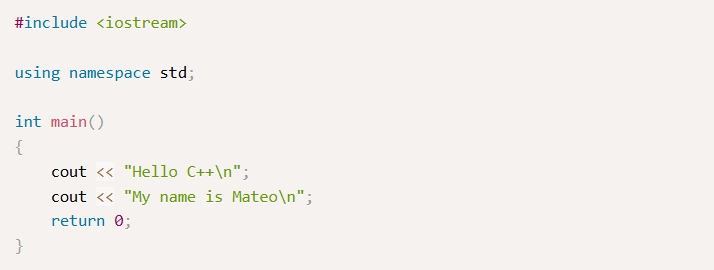 #include <iostream>
using namespace std;
int main()
{
    cout << "Hello C++\n";
    cout << "My name is Mateo\n";
    return 0;
}